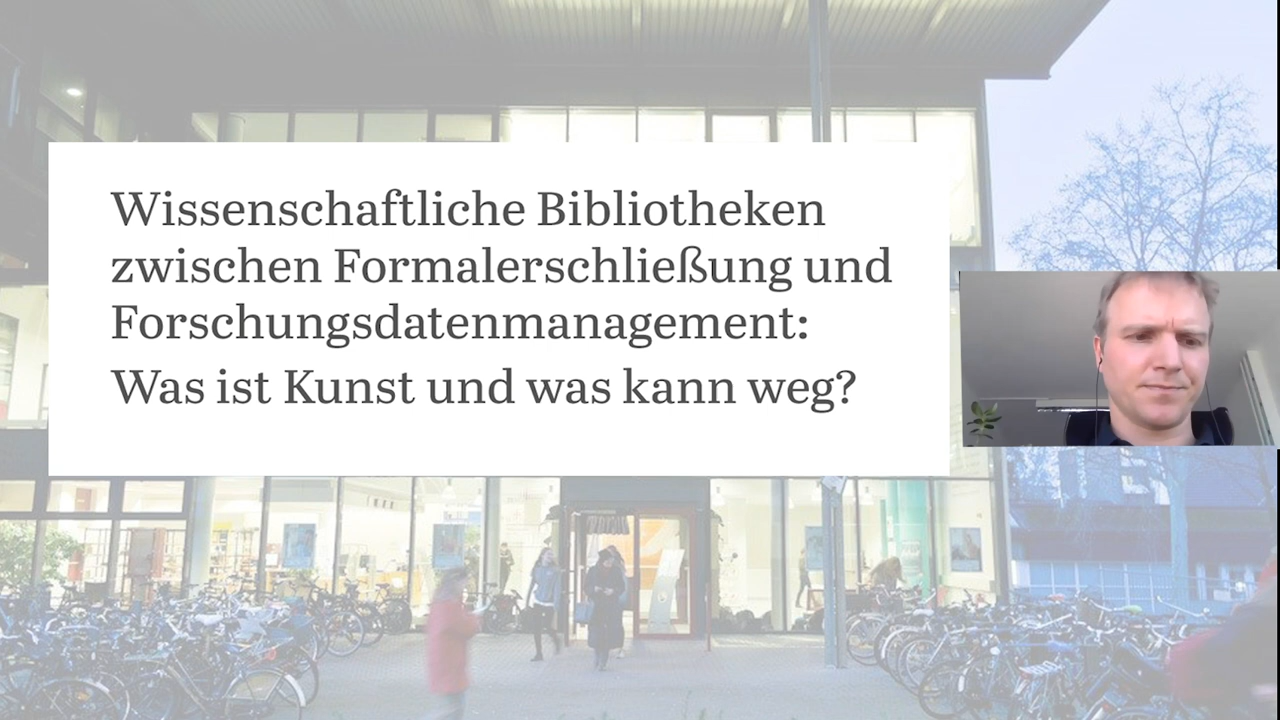 Wissenschaftliche Bibliotheken
zwischen Formalerschließung und
Forschungsdatenmanagement:
Was ist Kunst und was kann weg?